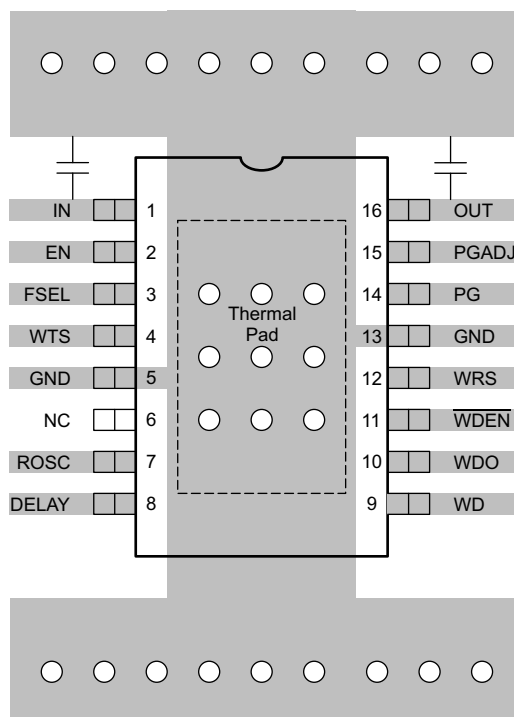 IN 1 16 OUT
EN 2 15 PGADJ
FSEL 3 14 PG
Thermal
Pad
WTS 4 13 GND
GND 5 12 WRS
NC 6 11 WDEN
ROSC 7 10 WDO
DELAY 8 9 WD